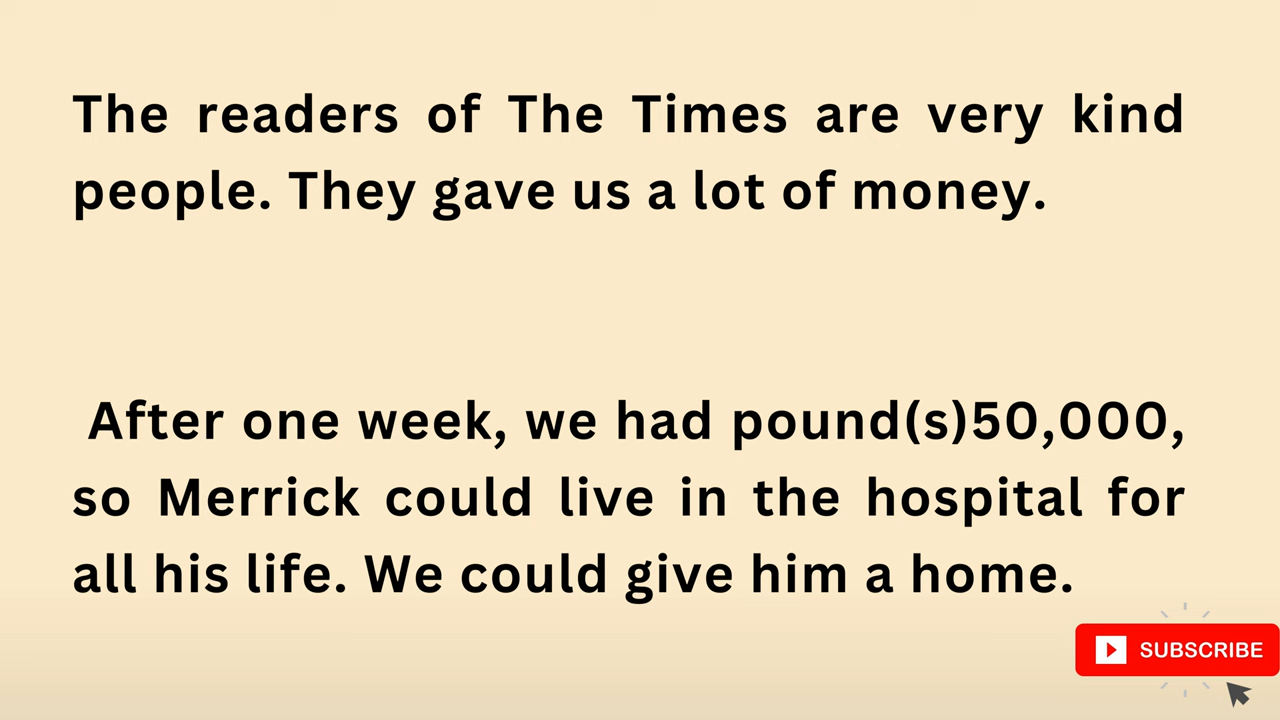 The readers of The Times are very kind
people. They gave us a lot of money.
After one week, we had pound(s)50,000,
so Merrick could live in the hospital for
all his life. We could give him a home.
SUBSCRIBE